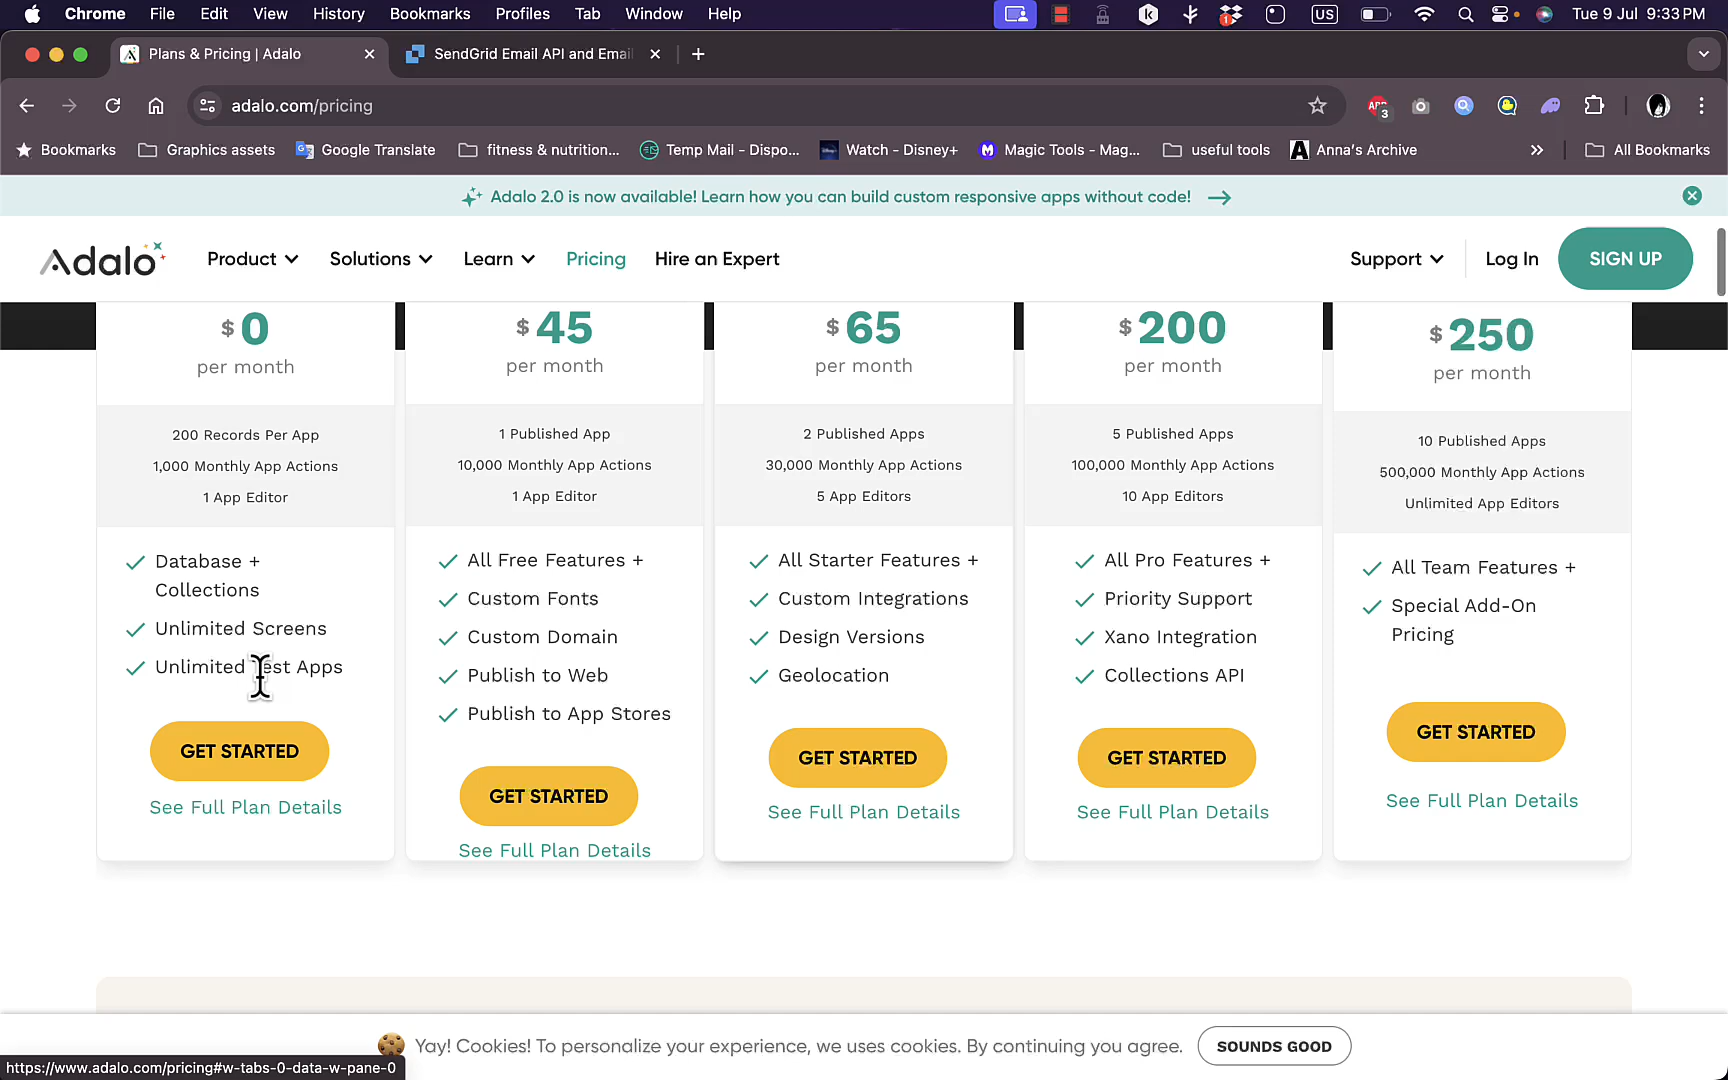 Chrome File Edit View History Bookmarks Profiles Tab Window Help US Tue 9 Jul 9:33 PM
Plans & Pricing | Adalo SendGrid Email API and Emai
adalo.com/pricing
Bookmarks Graphics assets Google Translate fitness & nutrition... Temp Mail - Dispo... Watch - Disney+ Magic Tools - Mag... useful tools Anna's Archive » All Bookmarks
Adalo 2.0 is now available! Learn how you can build custom responsive apps without code!
Adalo Product Solutions Learn Pricing Hire an Expert Support Log In SIGN UP
$ 0
per month
200 Records Per App
1,000 Monthly App Actions
1 App Editor
Database +
Collections
Unlimited Screens
Unlimited Test Apps
GET STARTED
See Full Plan Details
$ 45
per month
1 Published App
10,000 Monthly App Actions
1 App Editor
All Free Features +
Custom Fonts
Custom Domain
Publish to Web
Publish to App Stores
GET STARTED
See Full Plan Details
$ 65
per month
2 Published Apps
30,000 Monthly App Actions
5 App Editors
All Starter Features +
Custom Integrations
Design Versions
Geolocation
GET STARTED
See Full Plan Details
$ 200
per month
5 Published Apps
100,000 Monthly App Actions
10 App Editors
All Pro Features +
Priority Support
Xano Integration
Collections API
GET STARTED
See Full Plan Details
$ 250
per month
10 Published Apps
500,000 Monthly App Actions
Unlimited App Editors
All Team Features +
Special Add-On
Pricing
GET STARTED
See Full Plan Details
Yay! Cookies! To personalize your experience, we uses cookies. By continuing you agree. SOUNDS GOOD
https://www.adalo.com/pricing#w-tabs-0-data-w-pane-0